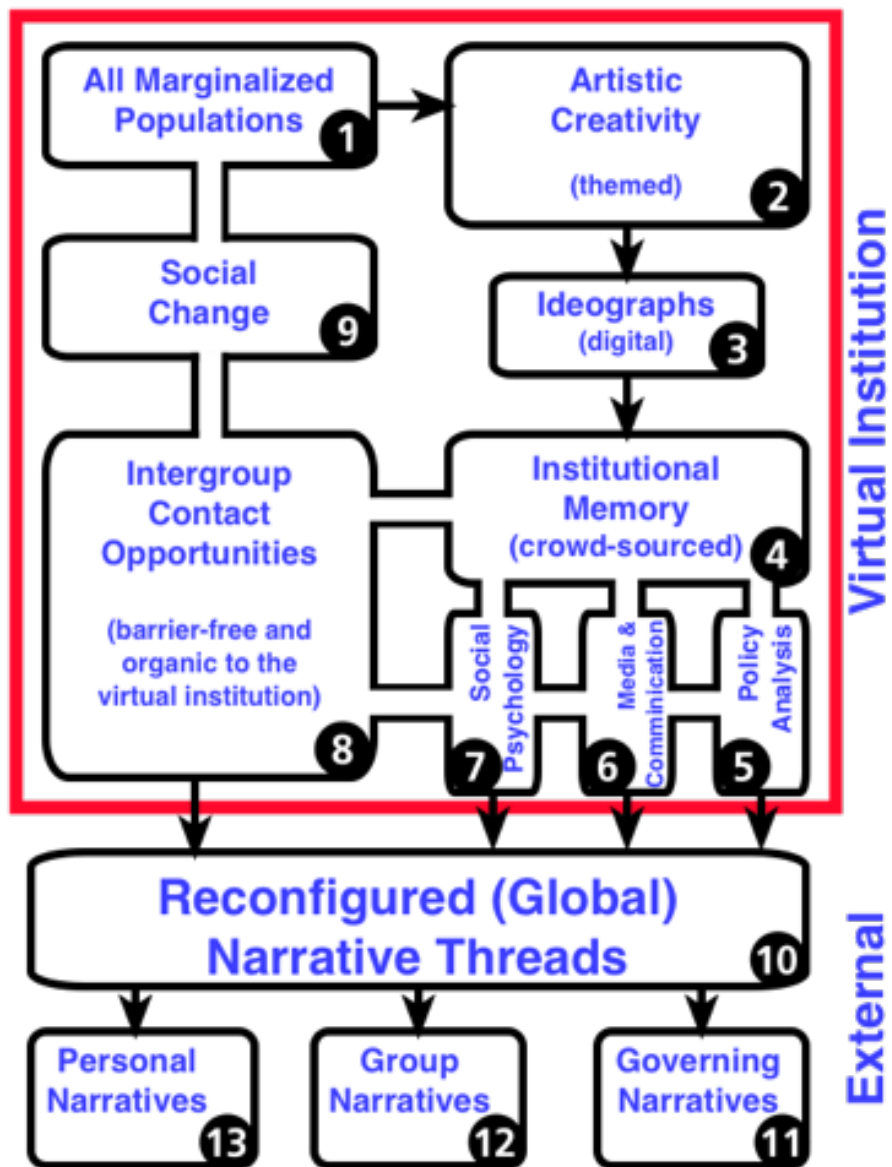 All Marginalized
Populations
1
Artistic
Creativity
(themed)
2
Ideographs
(digital)
3
Institutional
Memory
(crowd-sourced)
4
Policy
Analysis
5
Media &
Comminication
6
Social
Psychology
7
Intergroup
Contact
Opportunities
(barrier-free and
organic to the
virtual institution)
8
Social
Change
9
Virtual Institution
Reconfigured (Global)
Narrative Threads
10
Governing
Narratives
11
Group
Narratives
12
Personal
Narratives
13
External